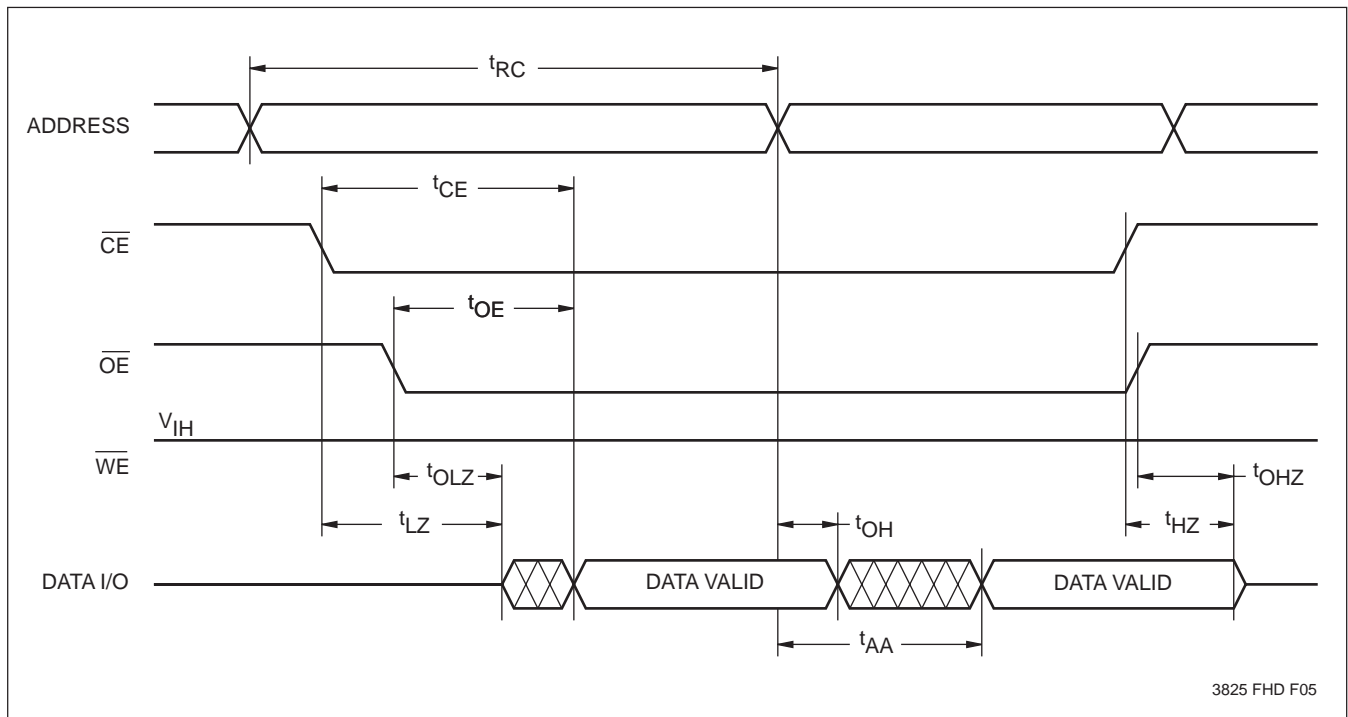 tRC
ADDRESS
tCE
CE
tOE
OE
VIH
WE
tOLZ
tOHZ
tLZ
tOH
tHZ
DATA I/O
DATA VALID
DATA VALID
tAA
3825 FHD F05